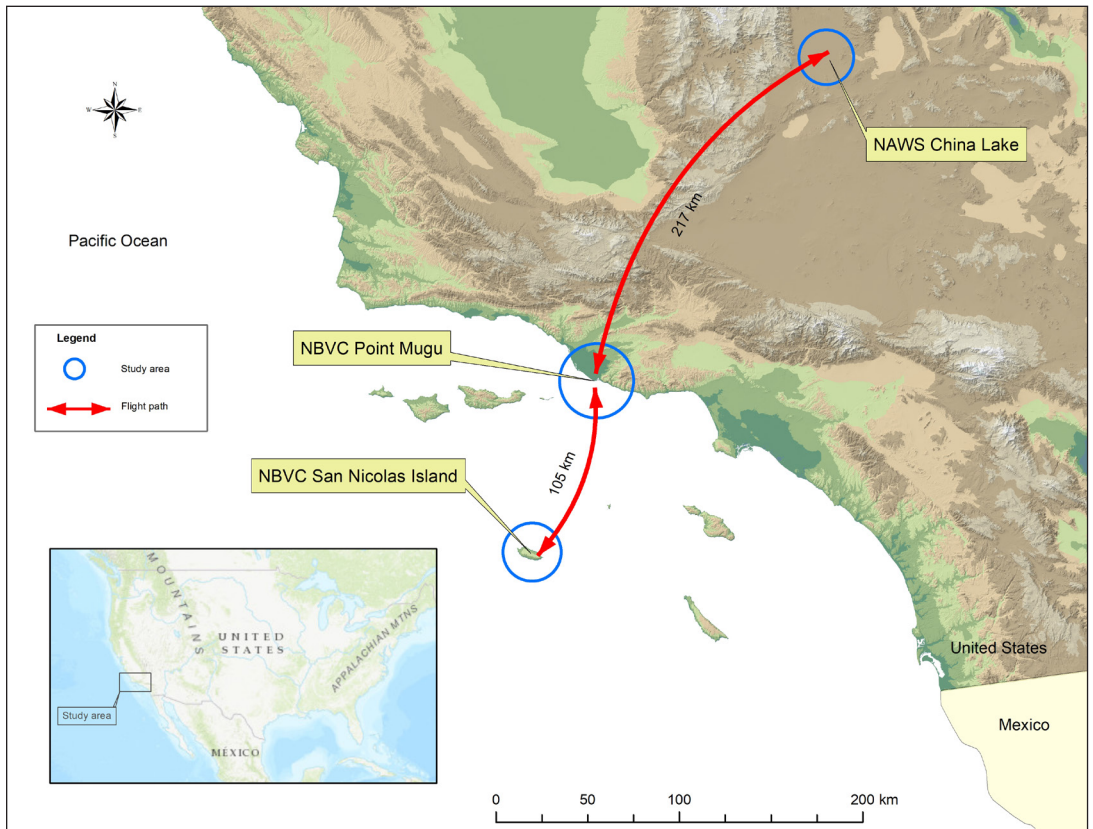 N
W
E
S
NAWS China Lake
217 km
Pacific Ocean
Legend
Study area
Flight path
NBVC Point Mugu
NBVC San Nicolas Island
105 km
MOUNTAINS
UNITED
STATES
APPALACHIAN MTNS
MÉXICO
Study area
United States
Mexico
0 50 100 200 km